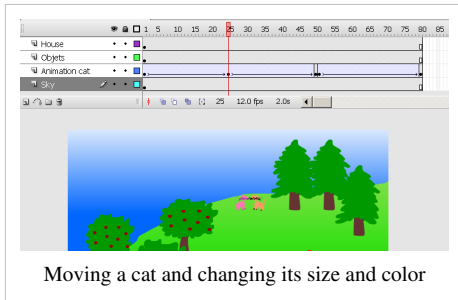 1 5 10 15 20 25 30 35 40 45 50 55 60 65 70 75 80 85
House
Objets
Animation cat
Sky
25 12.0 fps 2.0s
Moving a cat and changing its size and color